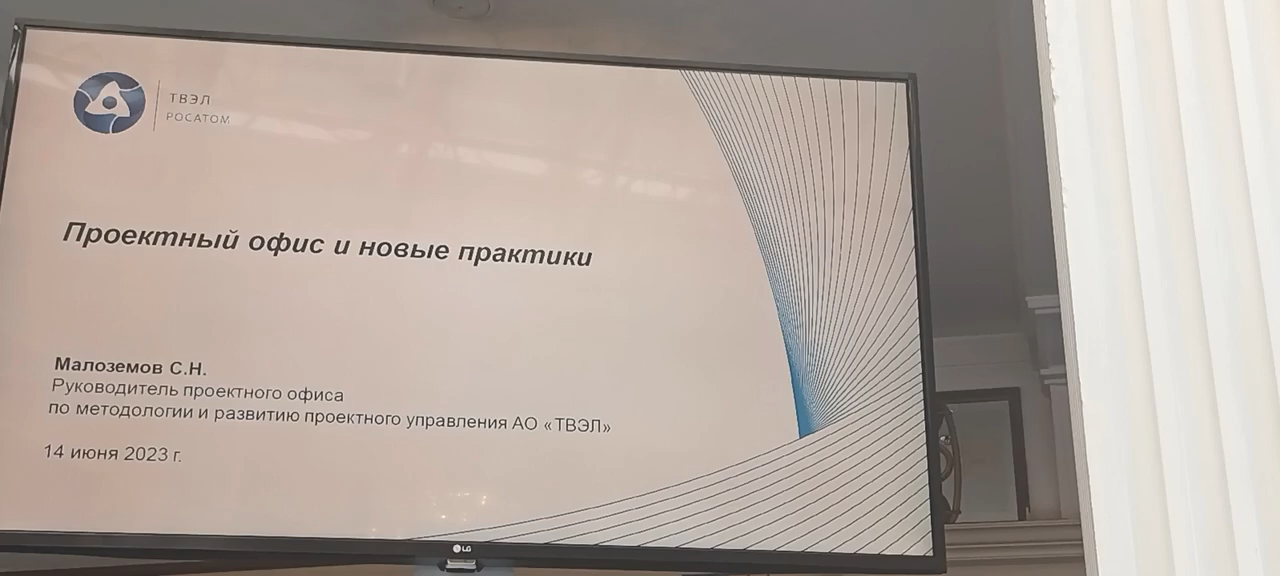 ТВЭЛ
РОСАТОМ
Проектный офис и новые практики
Малоземов С.Н.
Руководитель проектного офиса
по методологии и развитию проектного управления АО «ТВЭЛ»
14 июня 2023 г.
LG